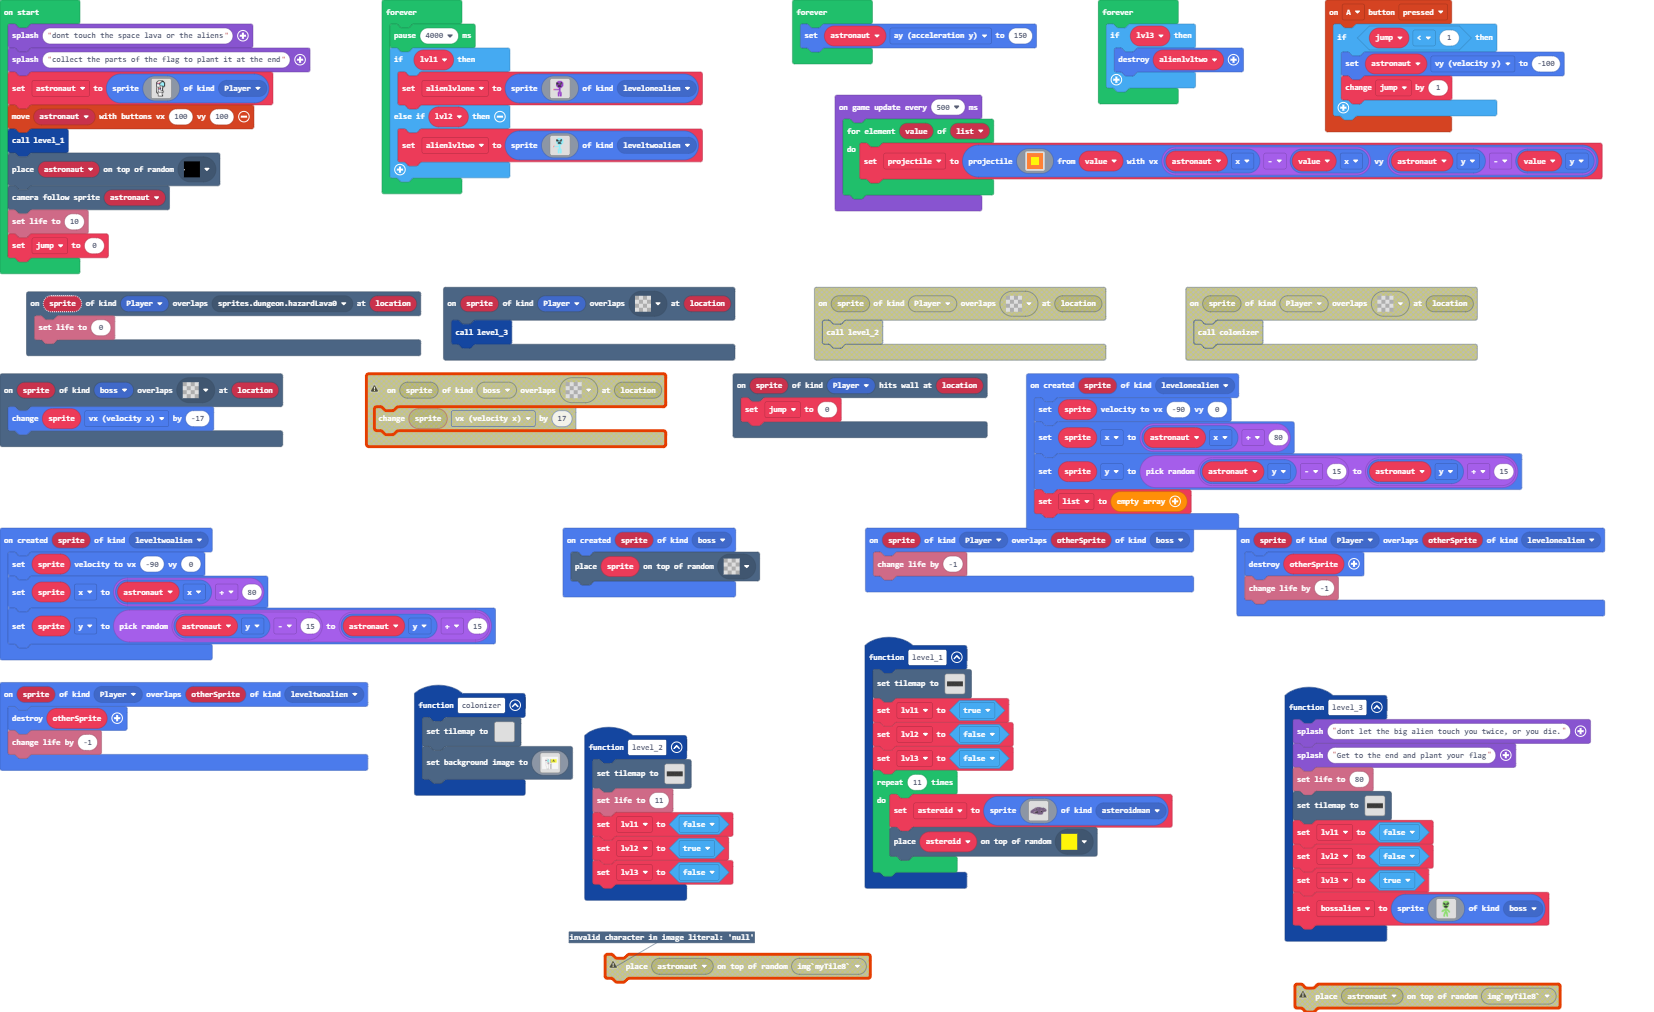 on start
splash "dont touch the space lava or the aliens"
splash "collect the parts of the flag to plant it at the end"
set astronaut to sprite of kind Player
move astronaut with buttons vx 100 vy 100
call level_1
place astronaut on top of random
camera follow sprite astronaut
set life to 10
set jump to 0
forever
pause 4000 ms
if lvl1 then
set alienlvlone to sprite of kind levelonealien
else if lvl2 then
set alienlvltwo to sprite of kind leveltwoalien
forever
set astronaut ay (acceleration y) to 150
on game update every 500 ms
for element value of list
do
set projectile to projectile from value with vx astronaut x - value x vy astronaut y - value y
forever
if lvl3 then
destroy alienlvltwo
on A button pressed
if jump < 1 then
set astronaut vy (velocity y) to -100
change jump by 1
on sprite of kind Player overlaps sprites.dungeon.hazardLava0 at location
set life to 0
on sprite of kind Player overlaps at location
call level_3
on sprite of kind Player overlaps at location
call level_2
on sprite of kind Player overlaps at location
call colonizer
on sprite of kind boss overlaps at location
change sprite vx (velocity x) by -17
on sprite of kind boss overlaps at location
change sprite vx (velocity x) by 17
on sprite of kind Player hits wall at location
set jump to 0
on created sprite of kind levelonealien
set sprite velocity to vx -90 vy 0
set sprite x to astronaut x + 80
set sprite y to pick random astronaut y - 15 to astronaut y + 15
set list to empty array
on created sprite of kind leveltwoalien
set sprite velocity to vx -90 vy 0
set sprite x to astronaut x + 80
set sprite y to pick random astronaut y - 15 to astronaut y + 15
on created sprite of kind boss
place sprite on top of random
on sprite of kind Player overlaps otherSprite of kind boss
change life by -1
on sprite of kind Player overlaps otherSprite of kind levelonealien
destroy otherSprite
change life by -1
on sprite of kind Player overlaps otherSprite of kind leveltwoalien
destroy otherSprite
change life by -1
function colonizer
set tilemap to
set background image to
function level_2
set tilemap to
set life to 11
set lvl1 to false
set lvl2 to true
set lvl3 to false
function level_1
set tilemap to
set lvl1 to true
set lvl2 to false
set lvl3 to false
repeat 11 times
do
set asteroid to sprite of kind asteroidman
place asteroid on top of random
function level_3
splash "dont let the big alien touch you twice, or you die."
splash "Get to the end and plant your flag"
set life to 80
set tilemap to
set lvl1 to false
set lvl2 to false
set lvl3 to true
set bossalien to sprite of kind boss
invalid character in image literal: 'null'
place astronaut on top of random img`myTile8`
place astronaut on top of random img`myTile8`